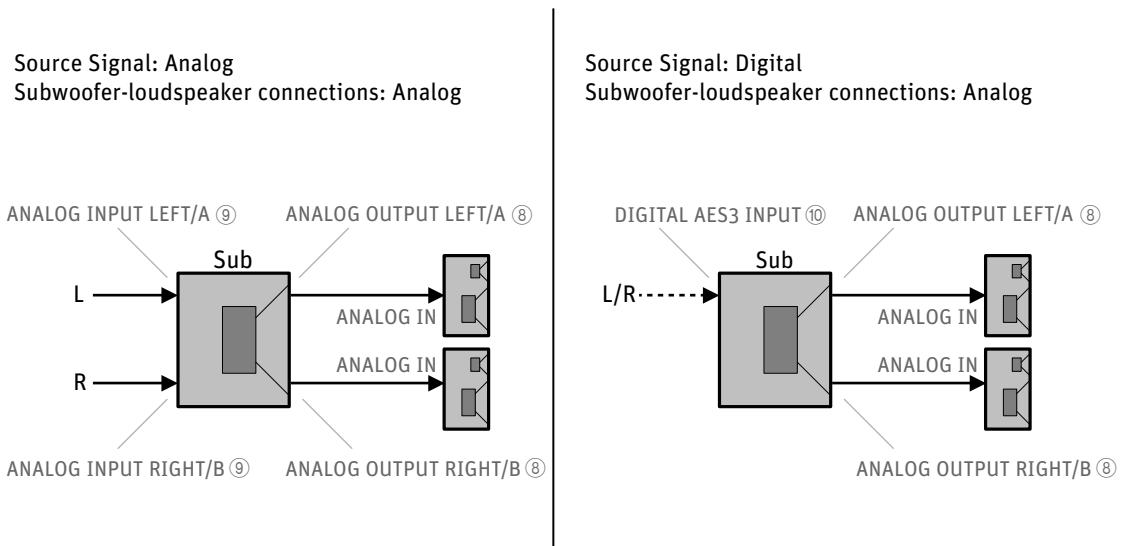 Source Signal: Analog
Subwoofer-loudspeaker connections: Analog
ANALOG INPUT LEFT/A ⑨
ANALOG OUTPUT LEFT/A ⑧
Sub
L
ANALOG IN
ANALOG IN
R
ANALOG INPUT RIGHT/B ⑨
ANALOG OUTPUT RIGHT/B ⑧
Source Signal: Digital
Subwoofer-loudspeaker connections: Analog
DIGITAL AES3 INPUT ⑩
ANALOG OUTPUT LEFT/A ⑧
Sub
L/R
ANALOG IN
ANALOG IN
ANALOG OUTPUT RIGHT/B ⑧